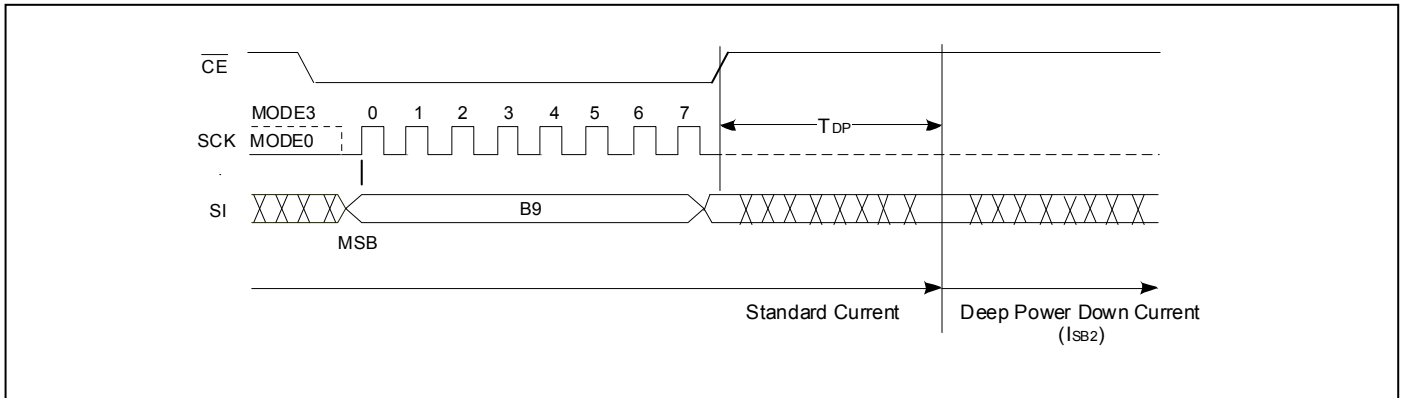 CE
MODE3 0 1 2 3 4 5 6 7
TDP
SCK MODE0
SI B9
MSB
Standard Current Deep Power Down Current
(ISB2)